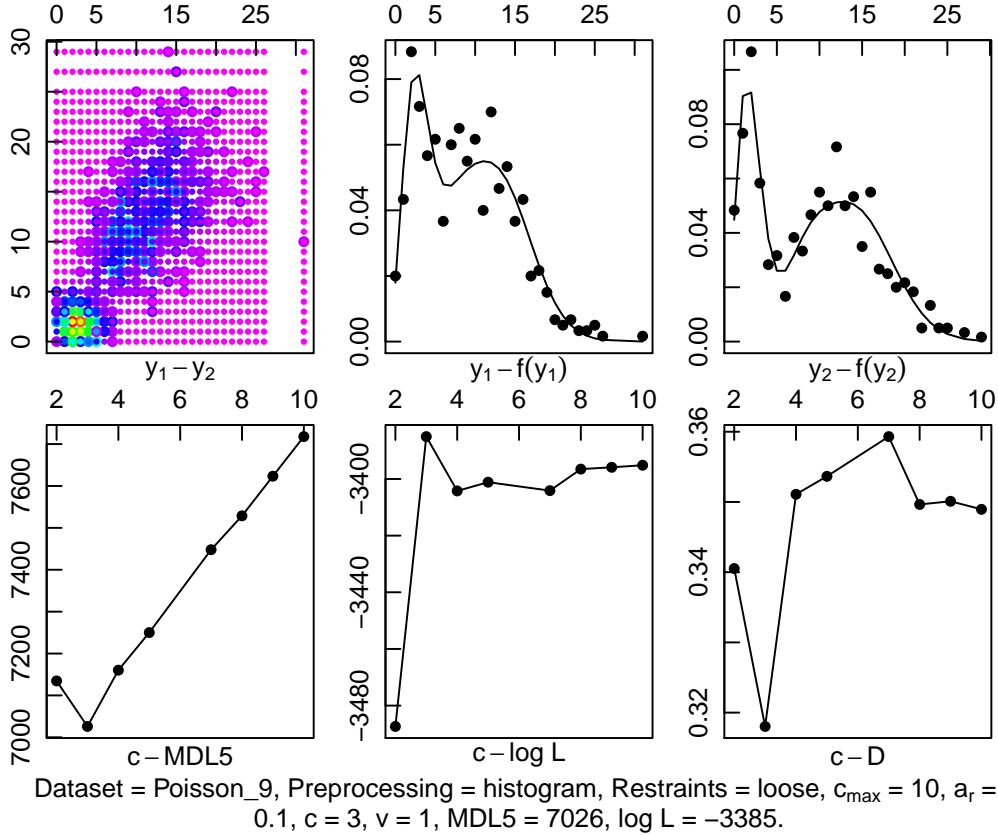 0 5 15 25
0 5 15 25
0 5 15 25
30
20
10
5
0
0.08
0.04
0.00
0.08
0.04
0.00
y₁ − y₂
y₁ − f(y₁)
y₂ − f(y₂)
2 4 6 8 10
2 4 6 8 10
2 4 6 8 10
7600
7400
7200
7000
−3400
−3440
−3480
0.36
0.34
0.32
c − MDL5
c − log L
c − D
Dataset = Poisson_9, Preprocessing = histogram, Restraints = loose, cmax = 10, ar =
0.1, c = 3, v = 1, MDL5 = 7026, log L = −3385.